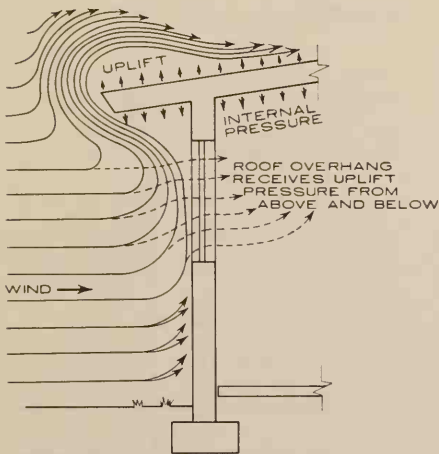 UPLIFT
INTERNAL
PRESSURE
ROOF OVERHANG
RECEIVES UPLIFT
PRESSURE FROM
ABOVE AND BELOW
WIND